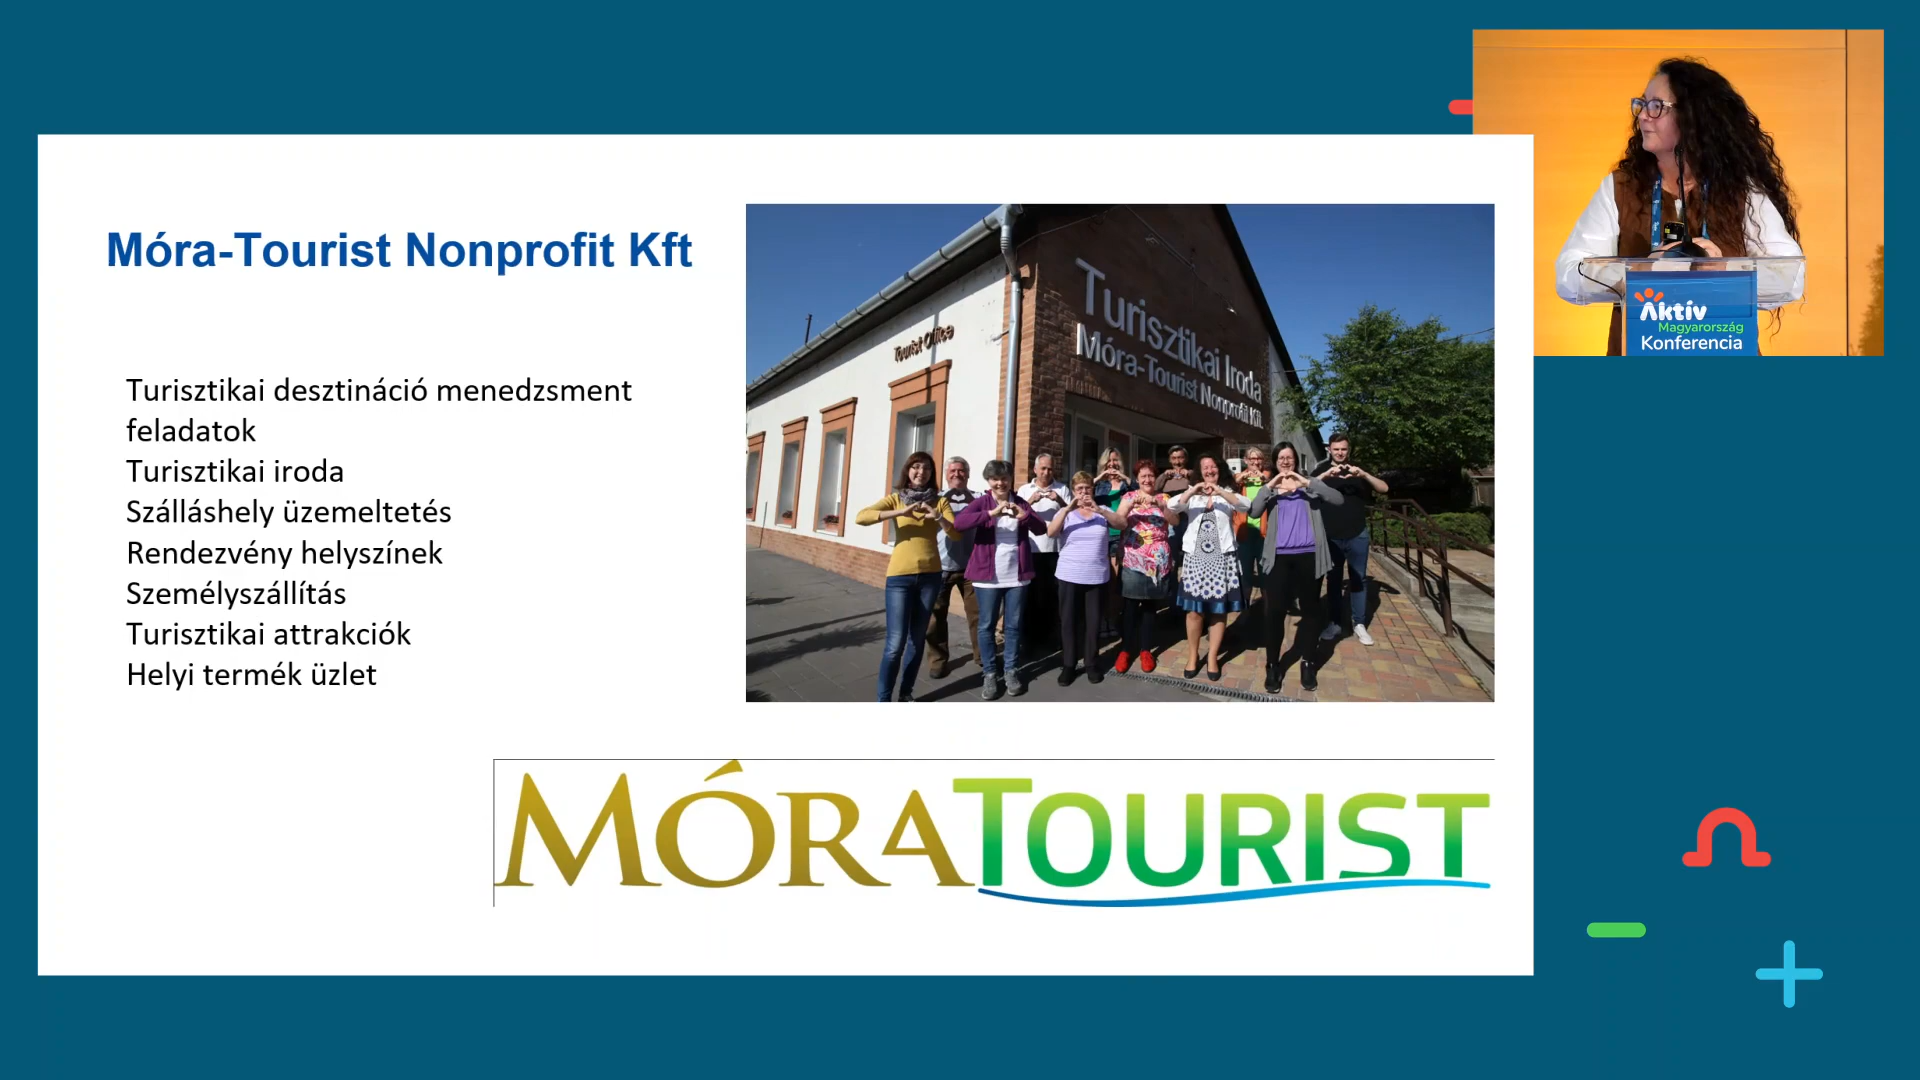 Móra-Tourist Nonprofit Kft
Turisztikai desztináció menedzsment
feladatok
Turisztikai iroda
Szálláshely üzemeltetés
Rendezvény helyszínek
Személyszállítás
Turisztikai attrakciók
Helyi termék üzlet
Tourist Office
Turisztikai Iroda
Móra-Tourist Nonprofit Kft.
MÓRATOURIST
Aktív
Magyarország
Konferencia